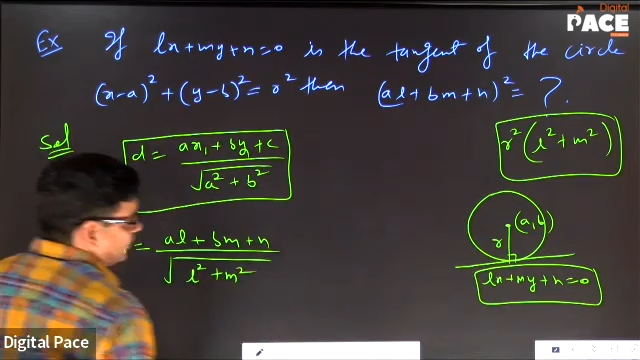 Digital
PACE
Ex If lx+my+n=0 is the tangent of the circle
(x-a)²+(y-b)²=r² then (al+bm+n)²=?
Sol
d = ax₁+by₁+c / √a²+b²
= al+bm+n / √l²+m²
r²(l²+m²)
(a,b)
r
lx+my+n=0
Digital Pace